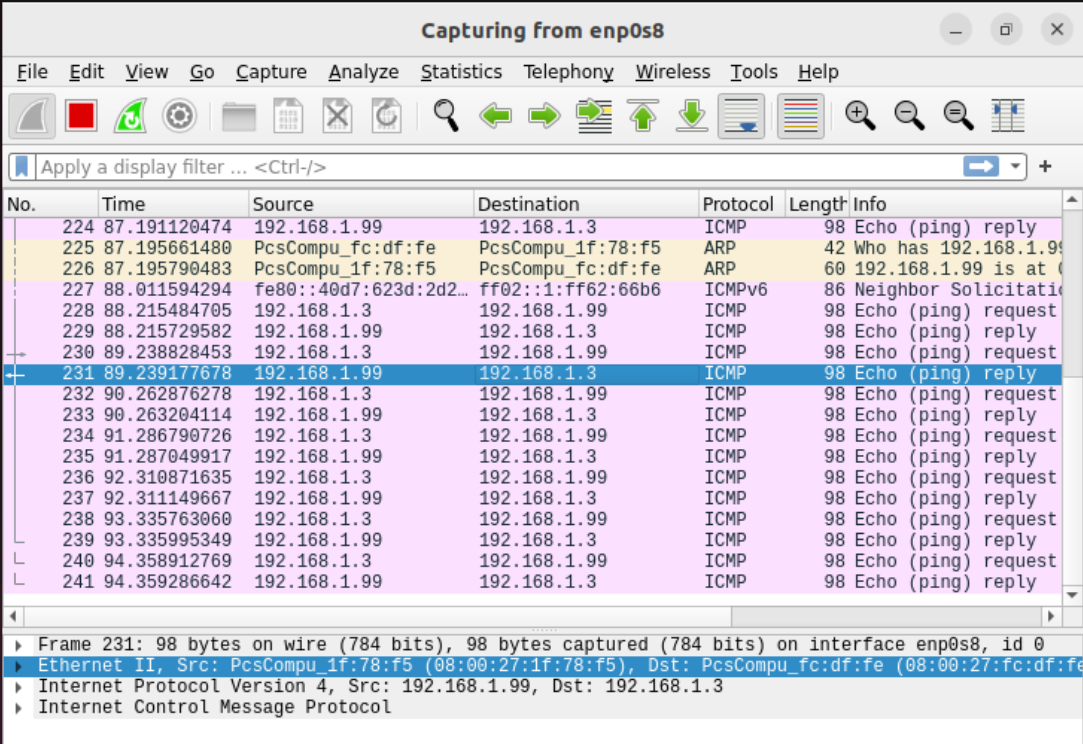 Capturing from enp0s8
File Edit View Go Capture Analyze Statistics Telephony Wireless Tools Help
Apply a display filter ... <Ctrl-/>
No. Time Source Destination Protocol Length Info
224 87.191120474 192.168.1.99 192.168.1.3 ICMP 98 Echo (ping) reply
225 87.195661480 PcsCompu_fc:df:fe PcsCompu_1f:78:f5 ARP 42 Who has 192.168.1.99
226 87.195790483 PcsCompu_1f:78:f5 PcsCompu_fc:df:fe ARP 60 192.168.1.99 is at
227 88.011594294 fe80::40d7:623d:2d2… ff02::1:ff62:66b6 ICMPv6 86 Neighbor Solicitati
228 88.215484705 192.168.1.3 192.168.1.99 ICMP 98 Echo (ping) request
229 88.215729582 192.168.1.99 192.168.1.3 ICMP 98 Echo (ping) reply
230 89.238828453 192.168.1.3 192.168.1.99 ICMP 98 Echo (ping) request
231 89.239177678 192.168.1.99 192.168.1.3 ICMP 98 Echo (ping) reply
232 90.262876278 192.168.1.3 192.168.1.99 ICMP 98 Echo (ping) request
233 90.263204114 192.168.1.99 192.168.1.3 ICMP 98 Echo (ping) reply
234 91.286790726 192.168.1.3 192.168.1.99 ICMP 98 Echo (ping) request
235 91.287049917 192.168.1.99 192.168.1.3 ICMP 98 Echo (ping) reply
236 92.310871635 192.168.1.3 192.168.1.99 ICMP 98 Echo (ping) request
237 92.311149667 192.168.1.99 192.168.1.3 ICMP 98 Echo (ping) reply
238 93.335763060 192.168.1.3 192.168.1.99 ICMP 98 Echo (ping) request
239 93.335995349 192.168.1.99 192.168.1.3 ICMP 98 Echo (ping) reply
240 94.358912769 192.168.1.3 192.168.1.99 ICMP 98 Echo (ping) request
241 94.359286642 192.168.1.99 192.168.1.3 ICMP 98 Echo (ping) reply
Frame 231: 98 bytes on wire (784 bits), 98 bytes captured (784 bits) on interface enp0s8, id 0
Ethernet II, Src: PcsCompu_1f:78:f5 (08:00:27:1f:78:f5), Dst: PcsCompu_fc:df:fe (08:00:27:fc:df:fe
Internet Protocol Version 4, Src: 192.168.1.99, Dst: 192.168.1.3
Internet Control Message Protocol